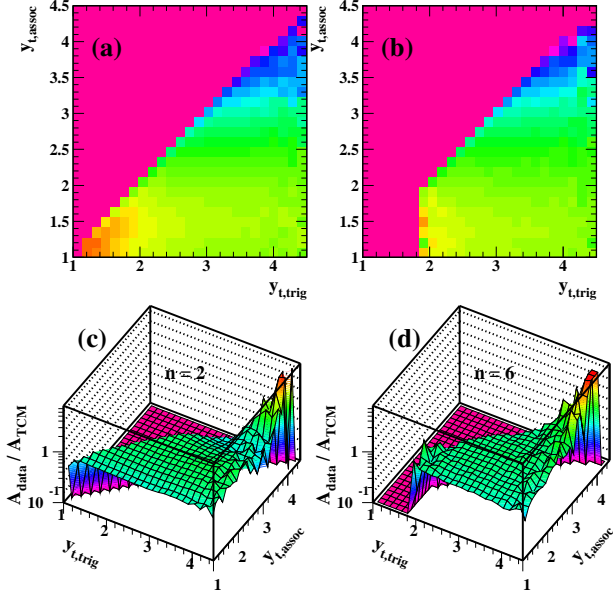 y_t,assoc
4.5
4
3.5
3
2.5
2
1.5
1
(a)
1 2 3 4
y_t,trig
y_t,assoc
4.5
4
3.5
3
2.5
2
1.5
1
(b)
1 2 3 4
y_t,trig
(c)
n = 2
A_data / A_TCM
1
10^-1
1 2 3 4 5
y_t,trig
1 2 3 4
y_t,assoc
(d)
n = 6
A_data / A_TCM
1
10^-1
1 2 3 4 5
y_t,trig
1 2 3 4
y_t,assoc